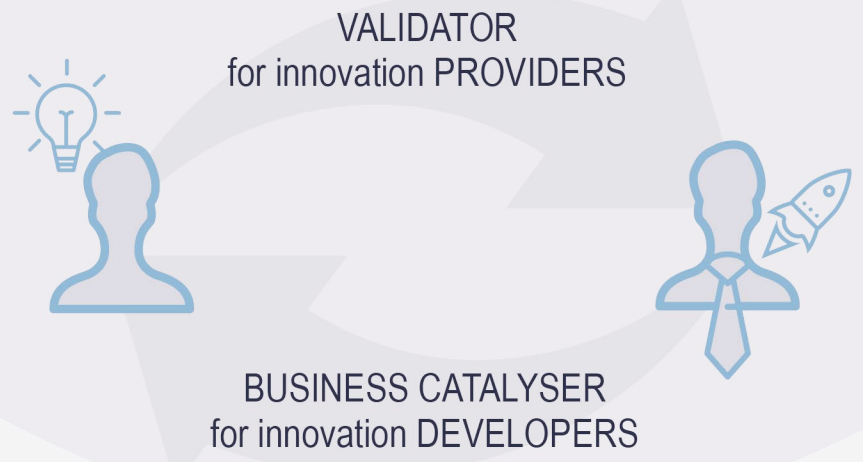 VALIDATOR
for innovation PROVIDERS
BUSINESS CATALYSER
for innovation DEVELOPERS